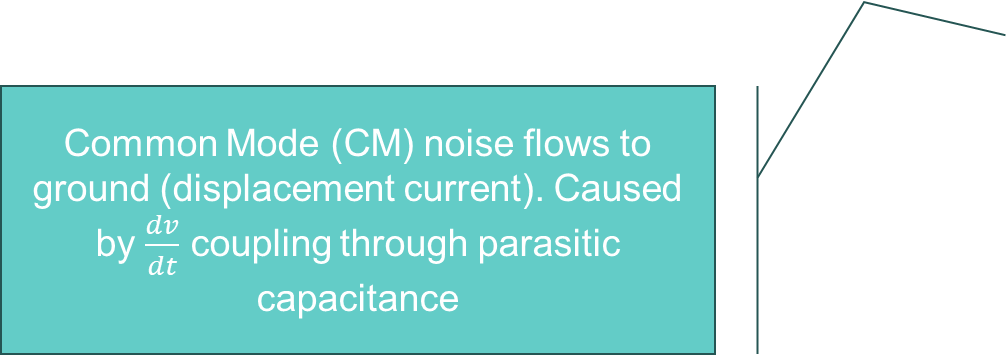 Common Mode (CM) noise flows to
ground (displacement current). Caused
by dv/dt coupling through parasitic
capacitance